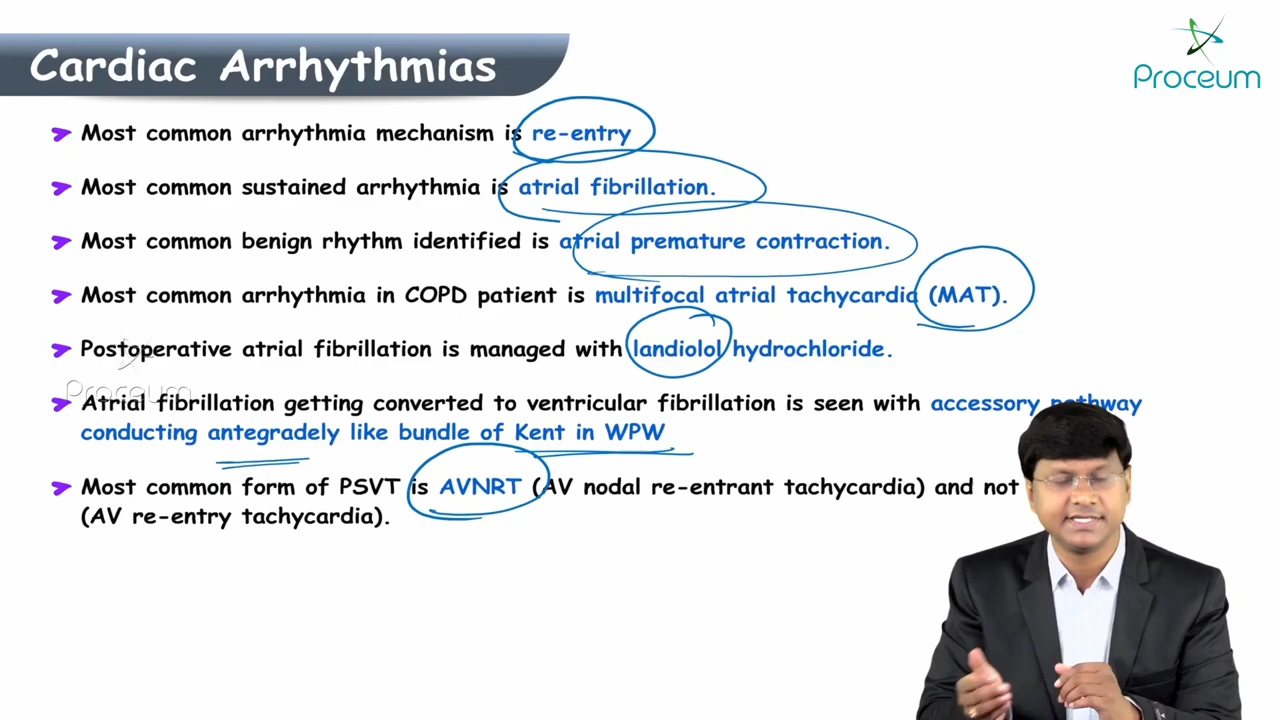 Cardiac Arrhythmias
Proceum
Most common arrhythmia mechanism is re-entry
Most common sustained arrhythmia is atrial fibrillation.
Most common benign rhythm identified is atrial premature contraction.
Most common arrhythmia in COPD patient is multifocal atrial tachycardia (MAT).
Postoperative atrial fibrillation is managed with landiolol hydrochloride.
Proceum
Atrial fibrillation getting converted to ventricular fibrillation is seen with accessory pathway
conducting antegradely like bundle of Kent in WPW
Most common form of PSVT is AVNRT (AV nodal re-entrant tachycardia) and not
(AV re-entry tachycardia).